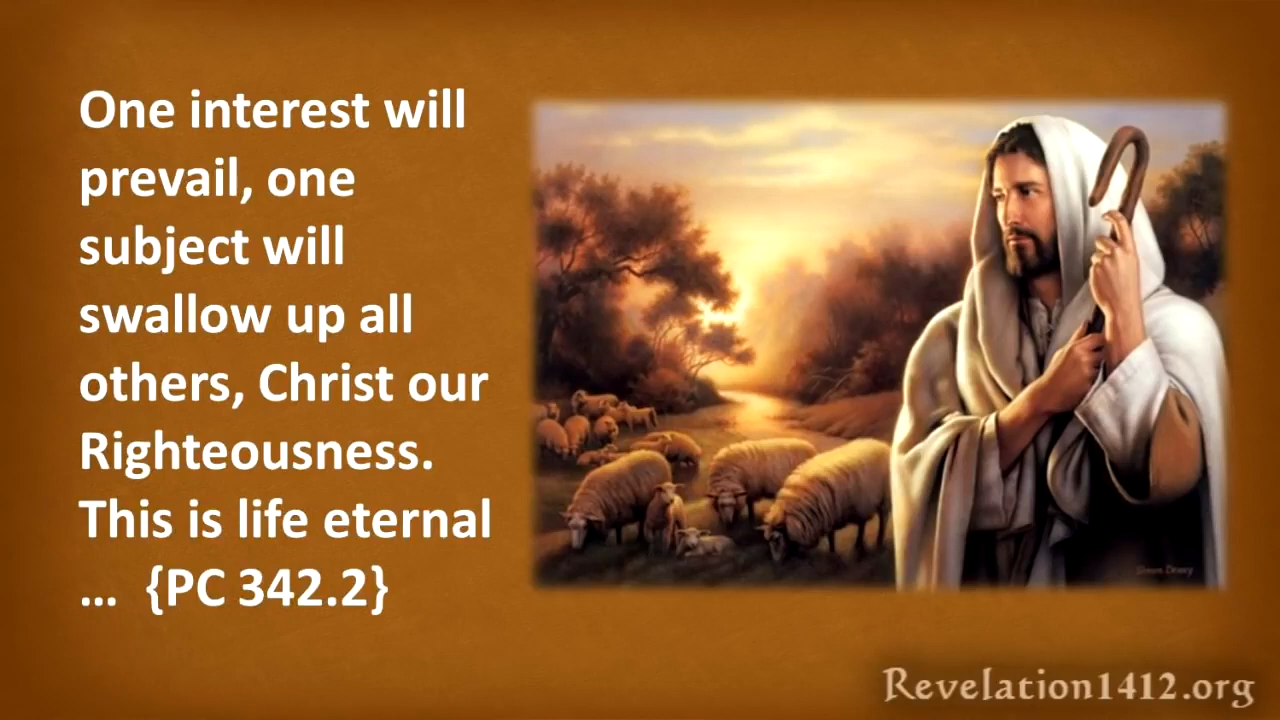 One interest will
prevail, one
subject will
swallow up all
others, Christ our
Righteousness.
This is life eternal
... {PC 342.2}
Revelation1412.org